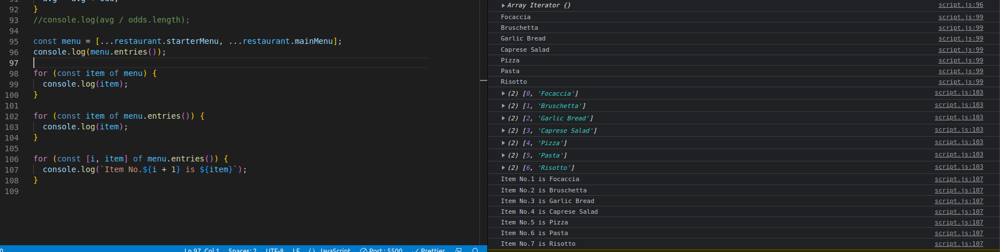 92 }
93 //console.log(avg / odds.length);
94
95 const menu = [...restaurant.starterMenu, ...restaurant.mainMenu];
96 console.log(menu.entries());
97
98 for (const item of menu) {
99 console.log(item);
100 }
101
102 for (const item of menu.entries()) {
103 console.log(item);
104 }
105
106 for (const [i, item] of menu.entries()) {
107 console.log(`Item No.${i + 1} is ${item}`);
108 }
109
Ln 97, Col 1 Spaces: 2 UTF-8 LF {} JavaScript Port : 5500 Prettier
Array Iterator {} script.js:96
Focaccia script.js:99
Bruschetta script.js:99
Garlic Bread script.js:99
Caprese Salad script.js:99
Pizza script.js:99
Pasta script.js:99
Risotto script.js:99
(2) [0, 'Focaccia'] script.js:103
(2) [1, 'Bruschetta'] script.js:103
(2) [2, 'Garlic Bread'] script.js:103
(2) [3, 'Caprese Salad'] script.js:103
(2) [4, 'Pizza'] script.js:103
(2) [5, 'Pasta'] script.js:103
(2) [6, 'Risotto'] script.js:103
Item No.1 is Focaccia script.js:107
Item No.2 is Bruschetta script.js:107
Item No.3 is Garlic Bread script.js:107
Item No.4 is Caprese Salad script.js:107
Item No.5 is Pizza script.js:107
Item No.6 is Pasta script.js:107
Item No.7 is Risotto script.js:107